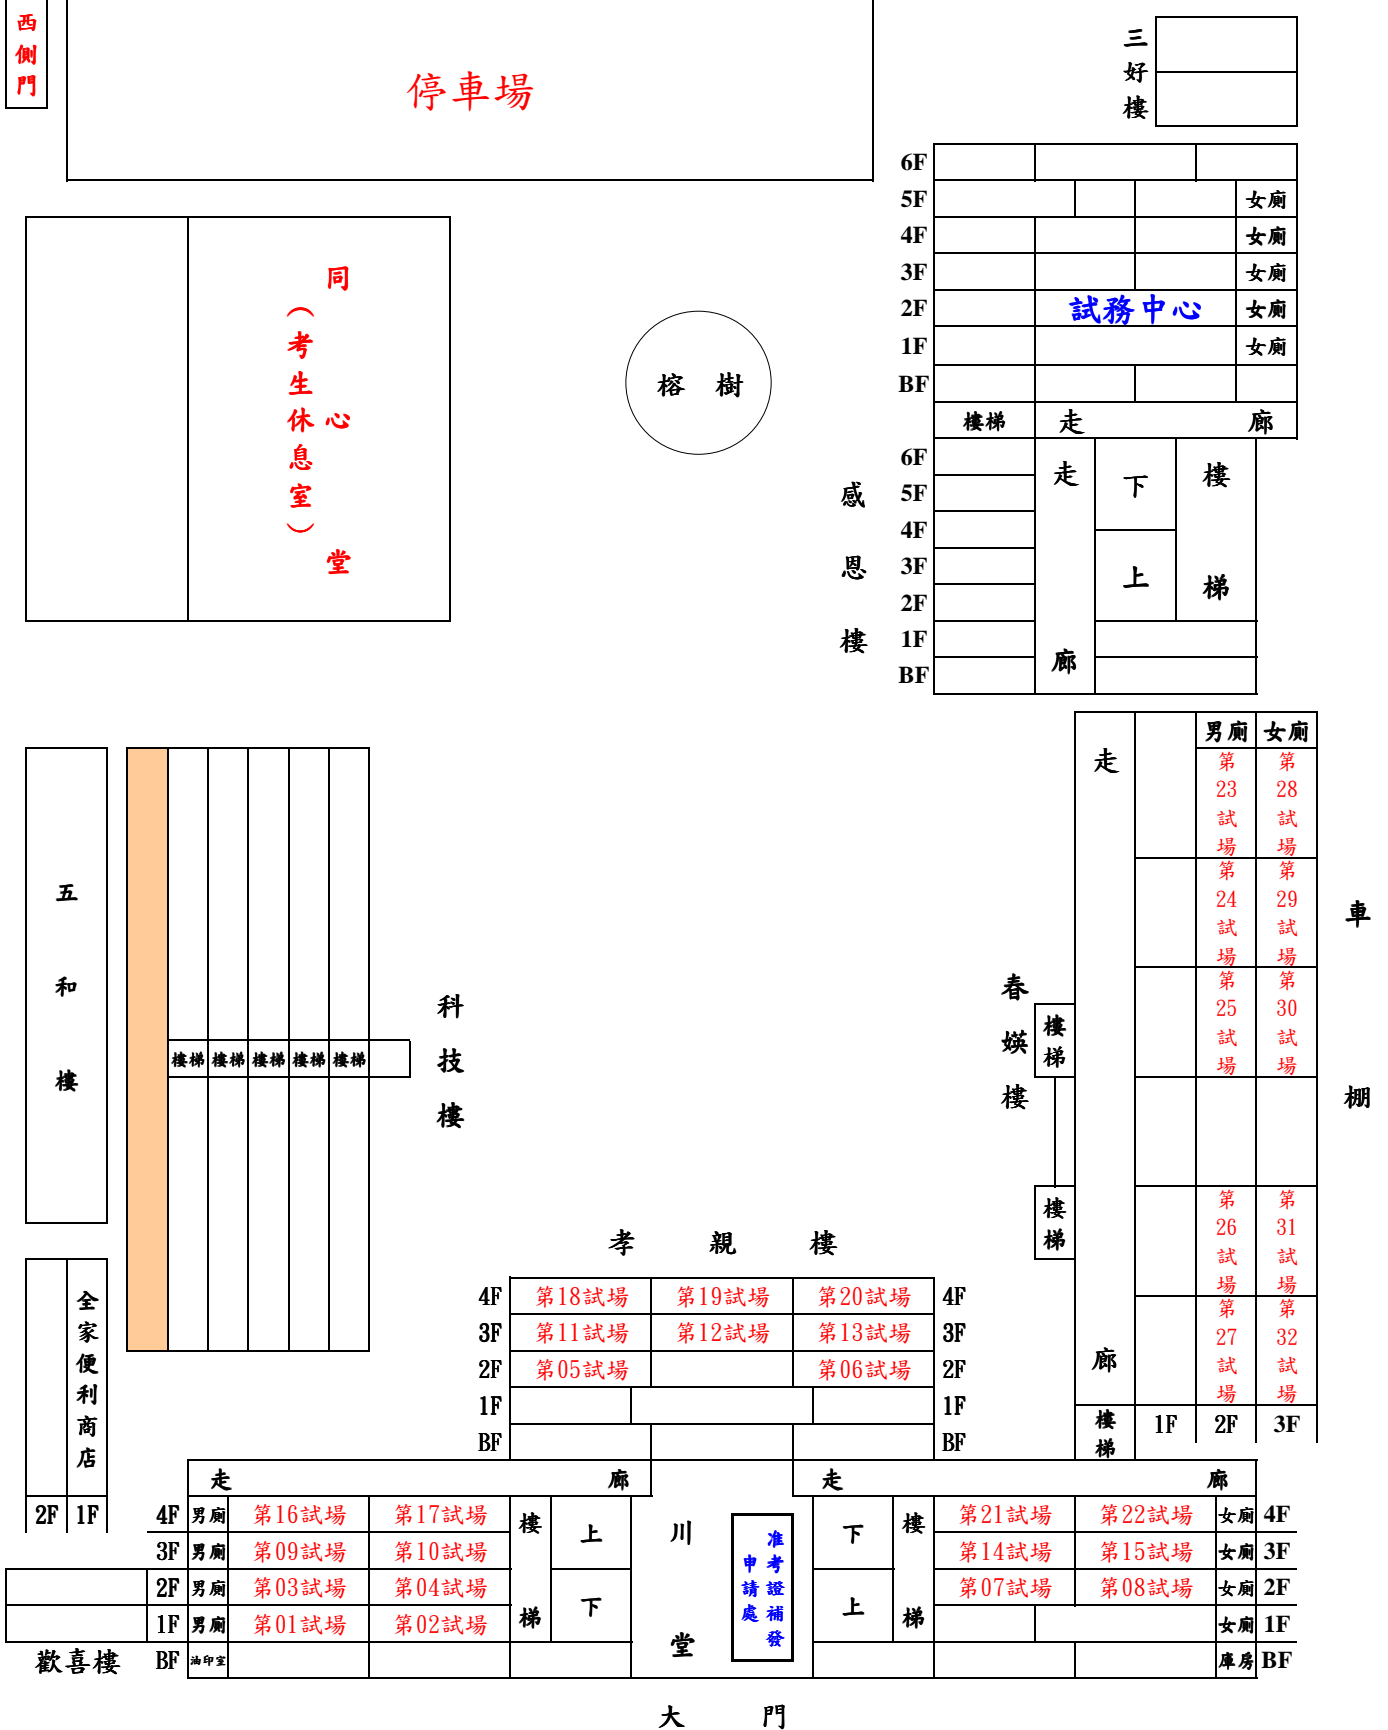 西側門
停車場
三好樓
6F
5F 女廁
4F 女廁
3F 女廁
2F 試務中心 女廁
1F 女廁
BF
樓梯 走 廊
同心堂
（考生休息室）
榕 樹
感恩樓
6F
5F
4F
3F
2F
1F
BF
走廊
下
上
樓梯
五和樓
樓梯 樓梯 樓梯 樓梯 樓梯
科技樓
春媖樓
樓梯
樓梯
走廊
男廁 女廁
第23試場 第28試場
第24試場 第29試場
第25試場 第30試場
第26試場 第31試場
第27試場 第32試場
樓梯 1F 2F 3F
車棚
全家便利商店
2F 1F
孝 親 樓
4F 第18試場 第19試場 第20試場 4F
3F 第11試場 第12試場 第13試場 3F
2F 第05試場 第06試場 2F
1F 1F
BF BF
走 廊 走 廊
4F 男廁 第16試場 第17試場
3F 男廁 第09試場 第10試場
2F 男廁 第03試場 第04試場
1F 男廁 第01試場 第02試場
BF 油印室
樓梯
上
下
川堂
准考證補發
申請處
下
上
樓梯
第21試場 第22試場 女廁 4F
第14試場 第15試場 女廁 3F
第07試場 第08試場 女廁 2F
女廁 1F
庫房 BF
歡喜樓
大 門